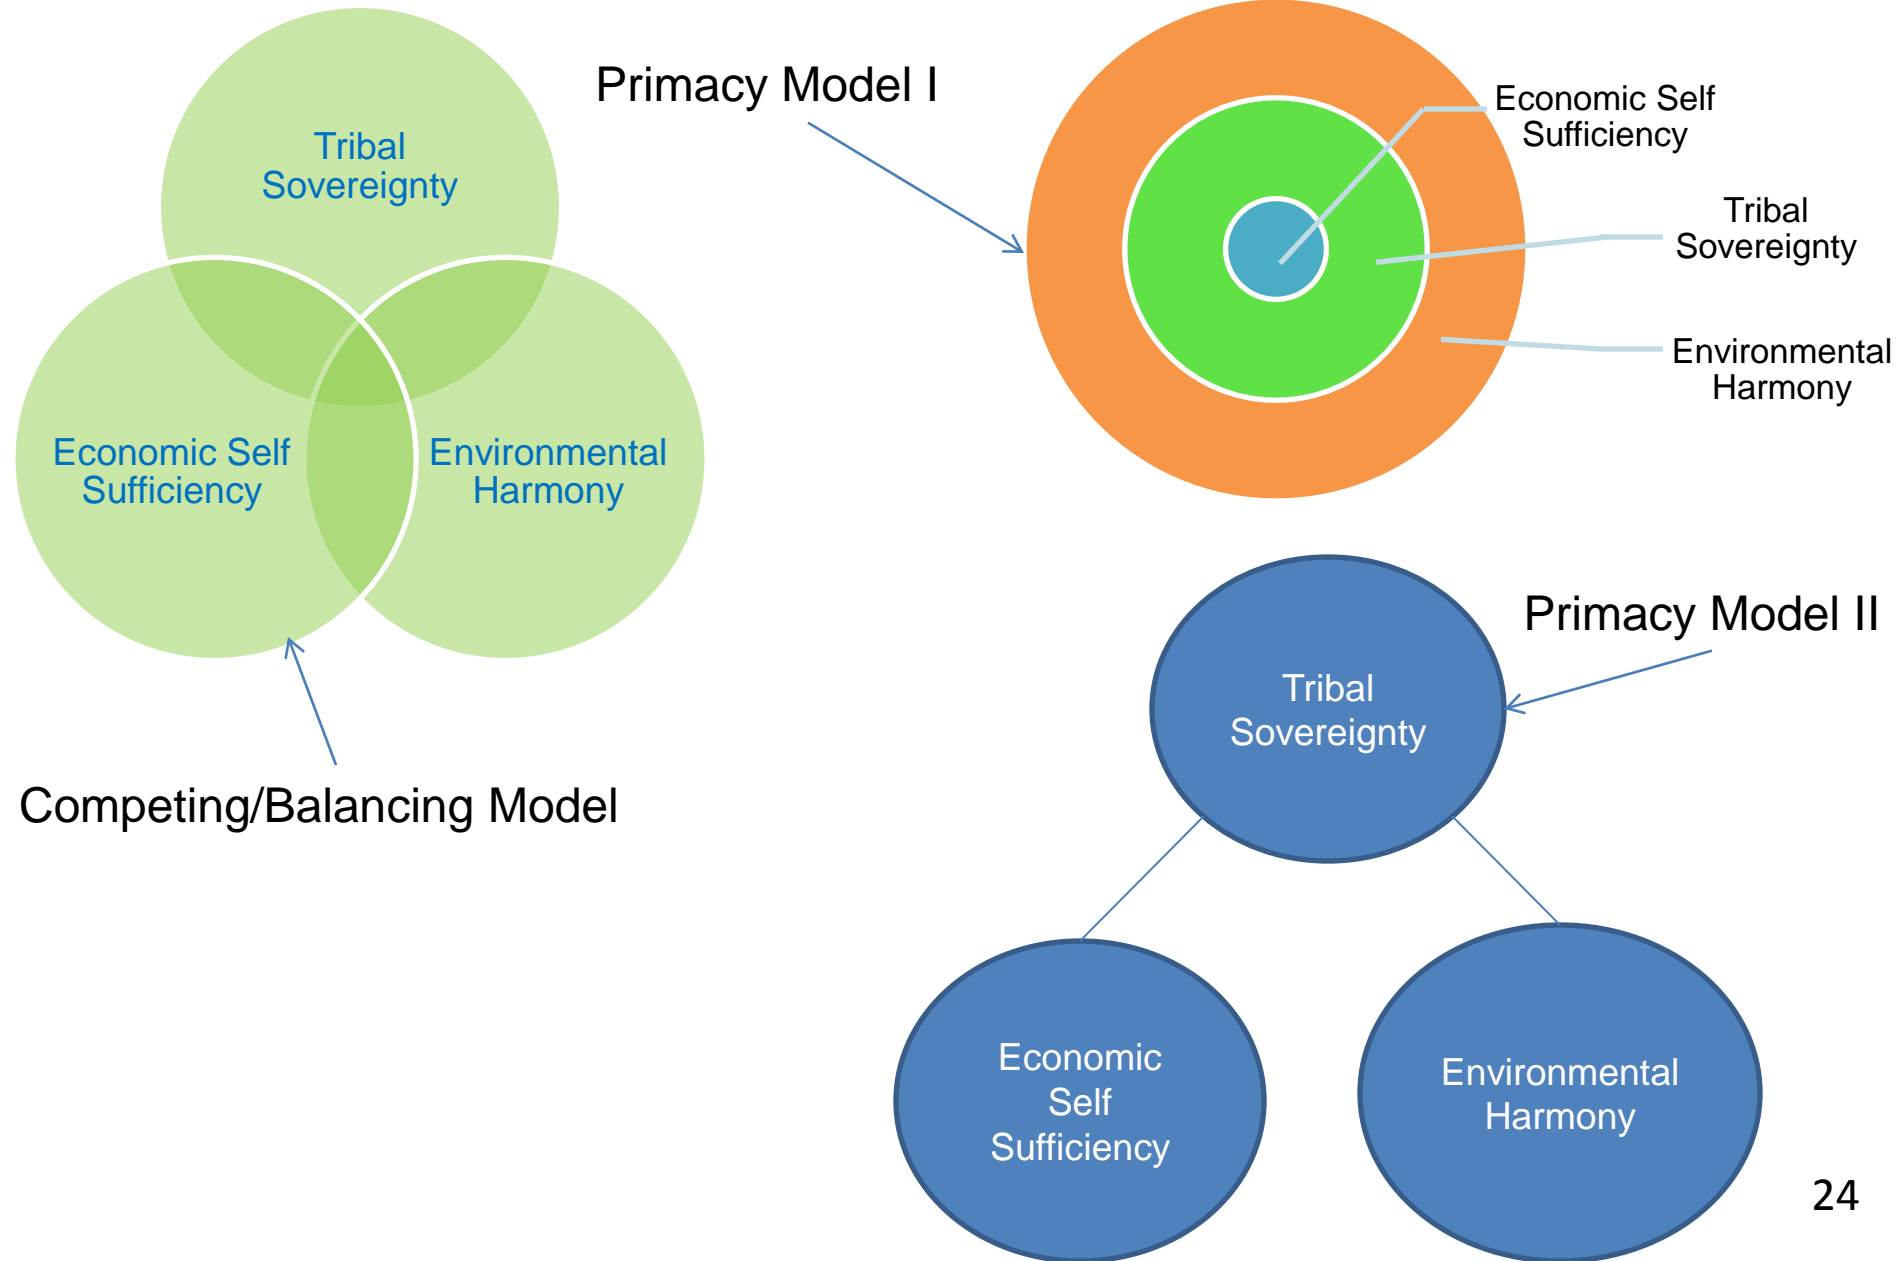 Tribal
Sovereignty
Economic Self
Sufficiency
Environmental
Harmony
Competing/Balancing Model
Primacy Model I
Economic Self
Sufficiency
Tribal
Sovereignty
Environmental
Harmony
Primacy Model II
Tribal
Sovereignty
Economic
Self
Sufficiency
Environmental
Harmony
24